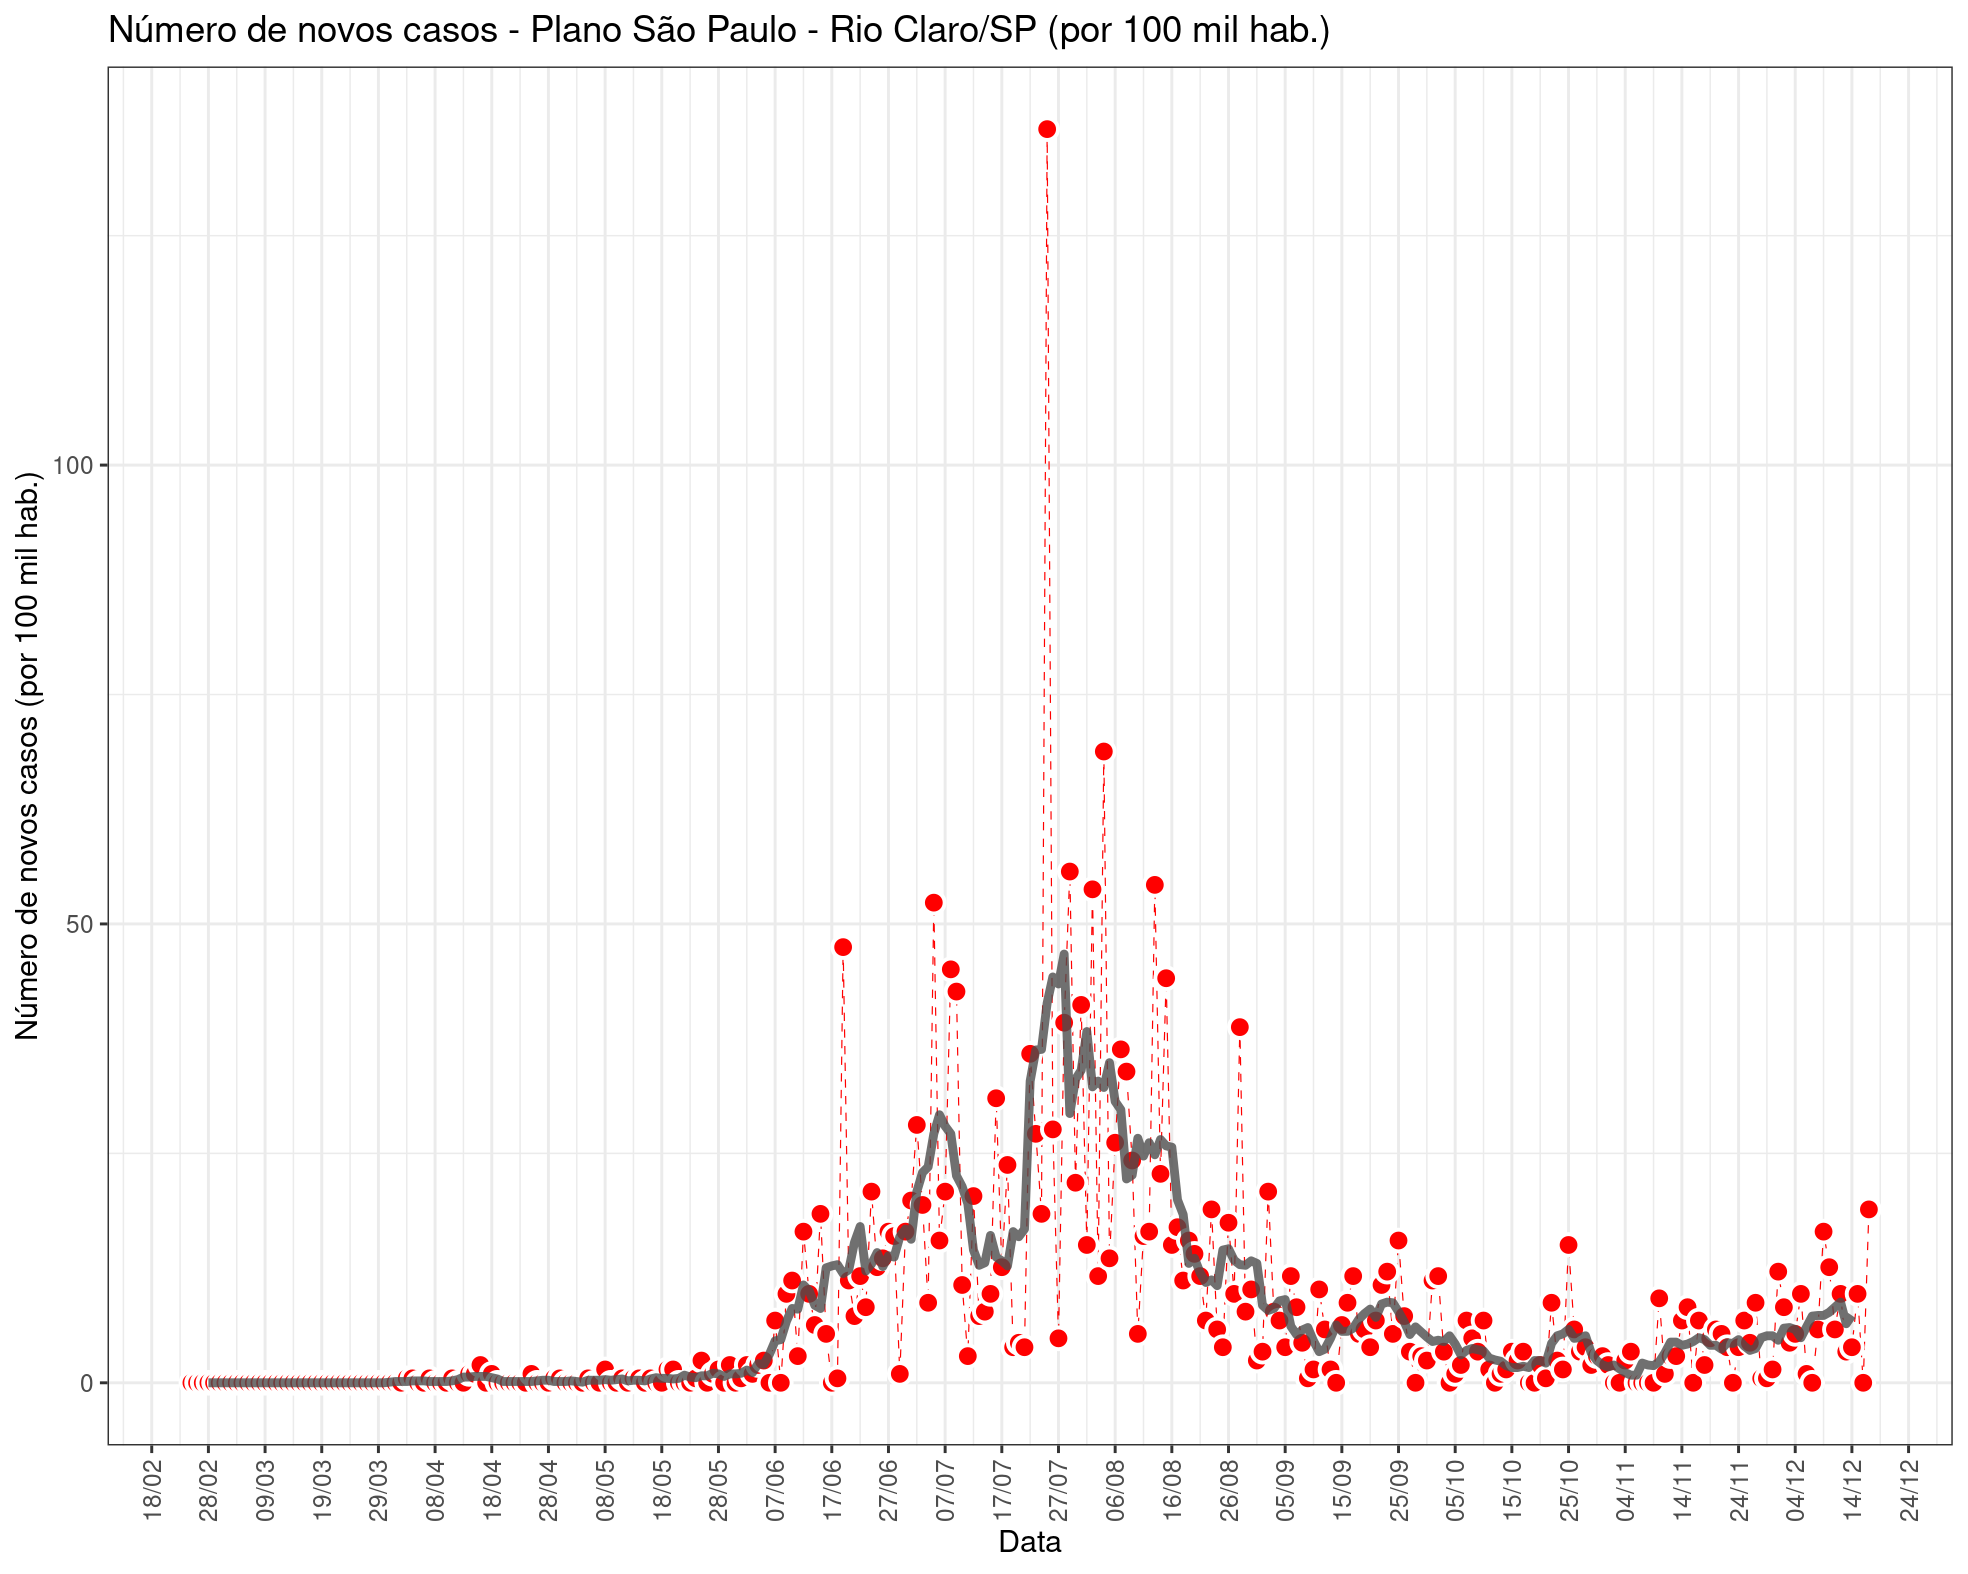 Número de novos casos - Plano São Paulo - Rio Claro/SP (por 100 mil hab.)
Número de novos casos (por 100 mil hab.)
100
50
0
18/02 28/02 09/03 19/03 29/03 08/04 18/04 28/04 08/05 18/05 28/05 07/06 17/06 27/06 07/07 17/07 27/07 06/08 16/08 26/08 05/09 15/09 25/09 05/10 15/10 25/10 04/11 14/11 24/11 04/12 14/12 24/12
Data